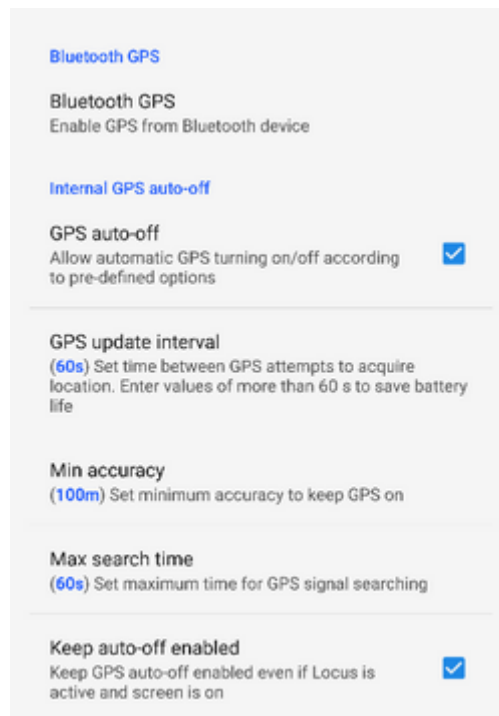 Bluetooth GPS
Bluetooth GPS
Enable GPS from Bluetooth device
Internal GPS auto-off
GPS auto-off
Allow automatic GPS turning on/off according
to pre-defined options
GPS update interval
(60s) Set time between GPS attempts to acquire
location. Enter values of more than 60 s to save battery
life
Min accuracy
(100m) Set minimum accuracy to keep GPS on
Max search time
(60s) Set maximum time for GPS signal searching
Keep auto-off enabled
Keep GPS auto-off enabled even if Locus is
active and screen is on